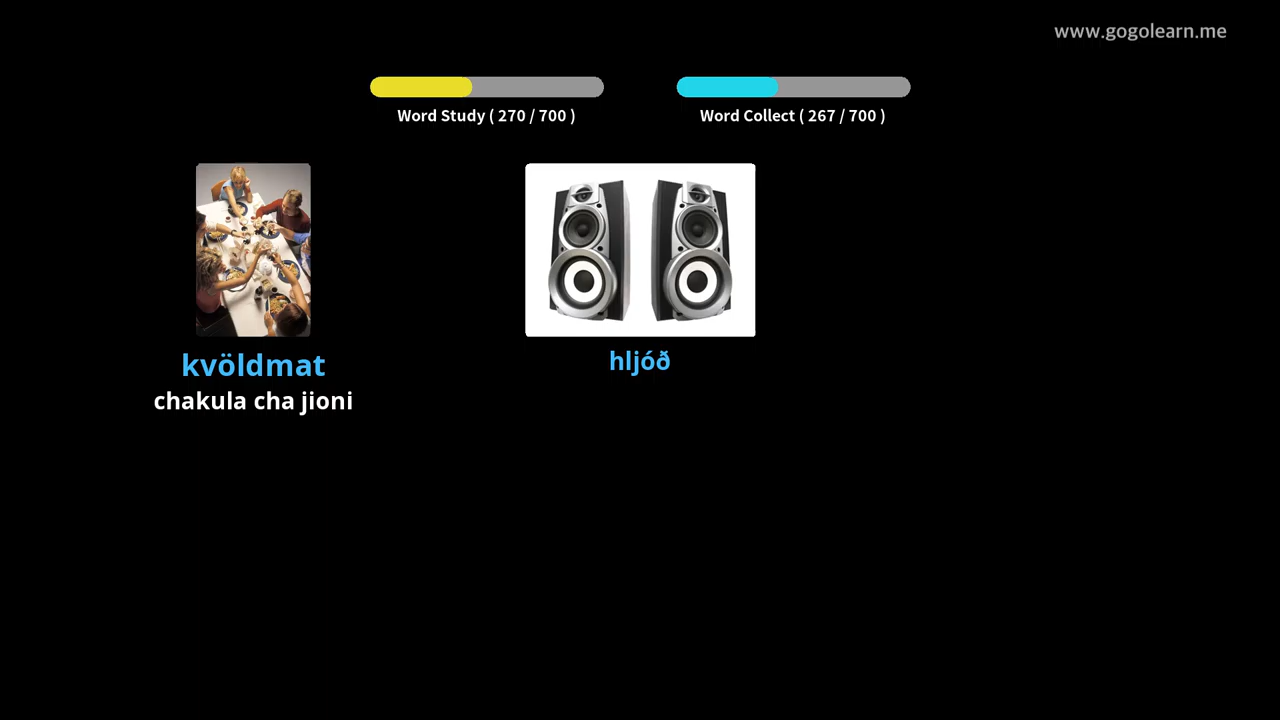 www.gogolearn.me
Word Study ( 270 / 700 )
Word Collect ( 267 / 700 )
kvöldmat
chakula cha jioni
hljóð